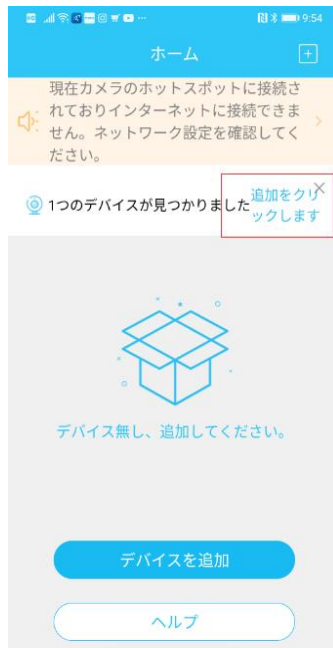 9:54
ホーム
現在カメラのホットスポットに接続さ
れておりインターネットに接続できま
せん。ネットワーク設定を確認してく
ださい。
1つのデバイスが見つかりました
追加をクリ
ックします
デバイス無し、追加してください。
デバイスを追加
ヘルプ